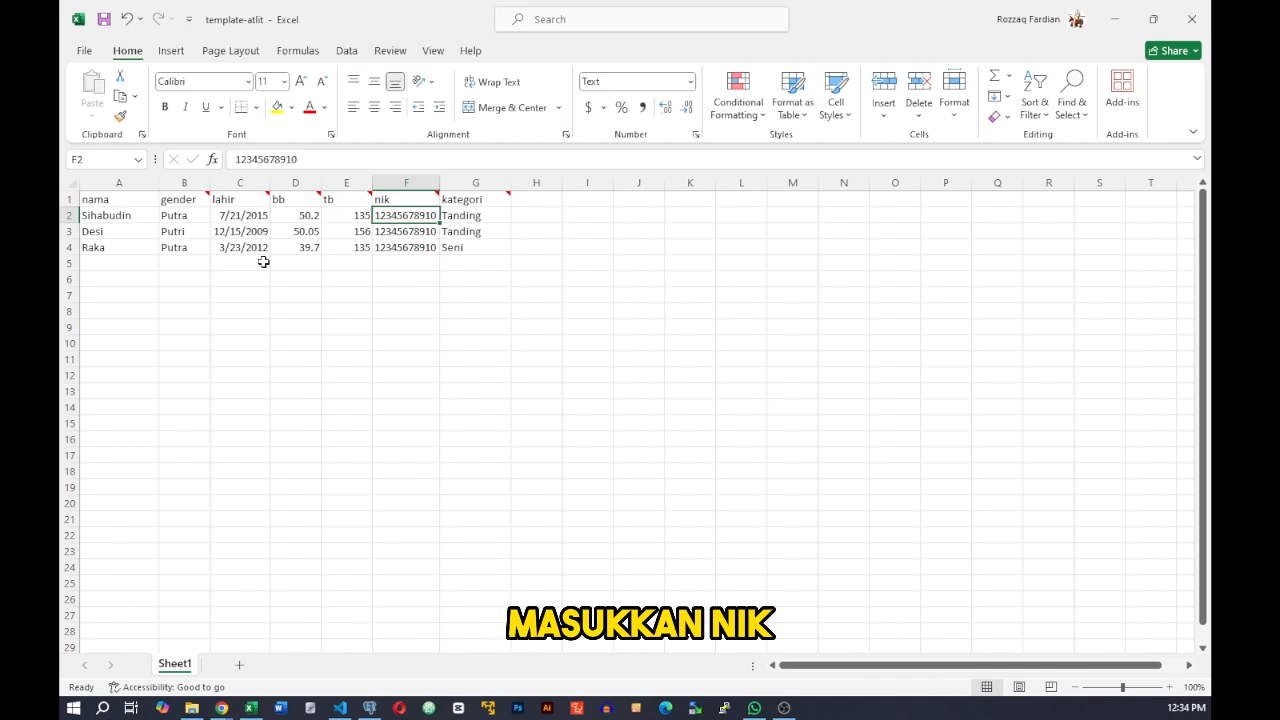 template-atlit - Excel
Search
Rozzaq Fardian
File Home Insert Page Layout Formulas Data Review View Help
Share
Paste
Clipboard
Calibri 11
B I U
Font
Wrap Text
Merge & Center
Alignment
Text
$ % ,
Number
Conditional Formatting
Format as Table
Cell Styles
Styles
Insert
Delete
Format
Cells
Sort & Filter
Find & Select
Editing
Add-ins
Add-ins
F2
fx
12345678910
A B C D E F G H I J K L M N O P Q R S T
1 nama gender lahir bb tb nik kategori
2 Sihabudin Putra 7/21/2015 50.2 135 12345678910 Tanding
3 Desi Putri 12/15/2009 50.05 156 12345678910 Tanding
4 Raka Putra 3/23/2012 39.7 135 12345678910 Seni
5
6
7
8
9
10
11
12
13
14
15
16
17
18
19
20
21
22
23
24
25
26
27
28
29
MASUKKAN NIK
Sheet1
Ready
Accessibility: Good to go
100%
12:34 PM